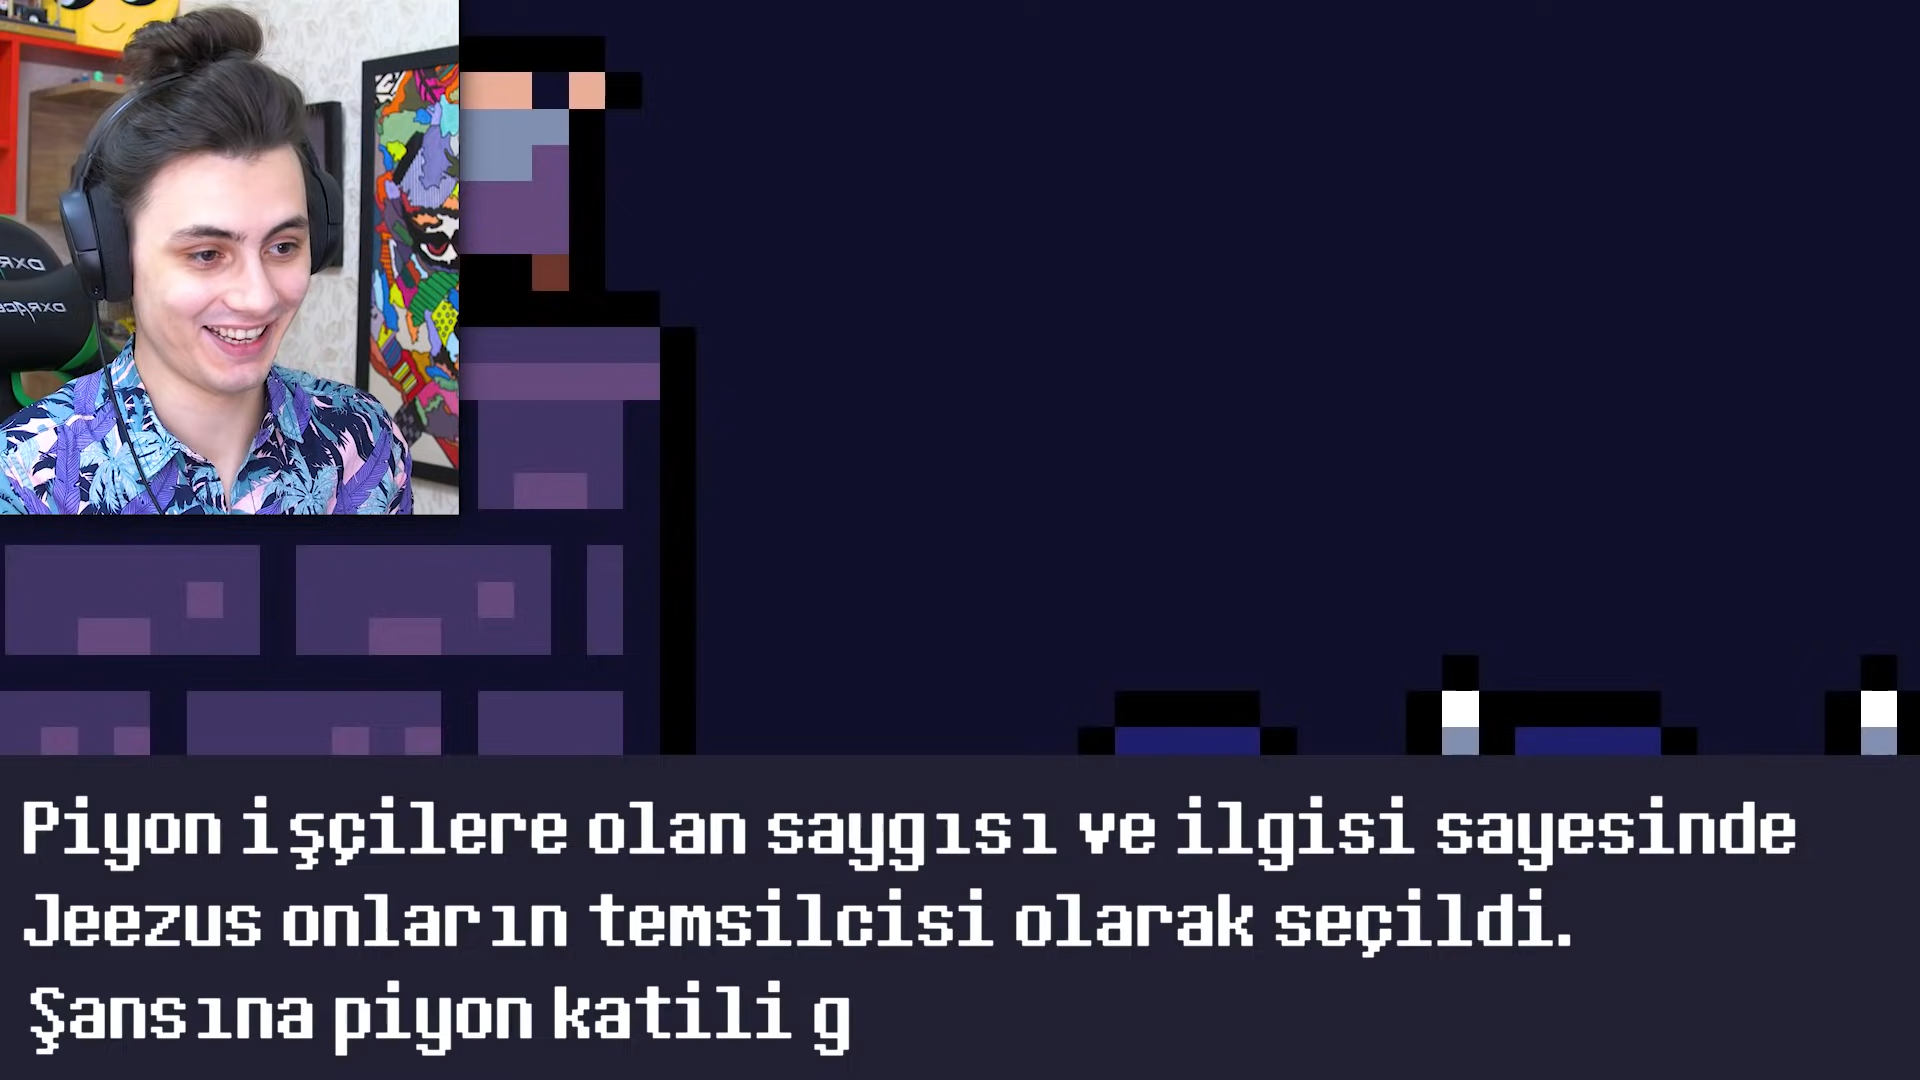 Piyon işçilere olan saygısı ve ilgisi sayesinde
Jeezus onların temsilcisi olarak seçildi.
Şansına piyon katili g